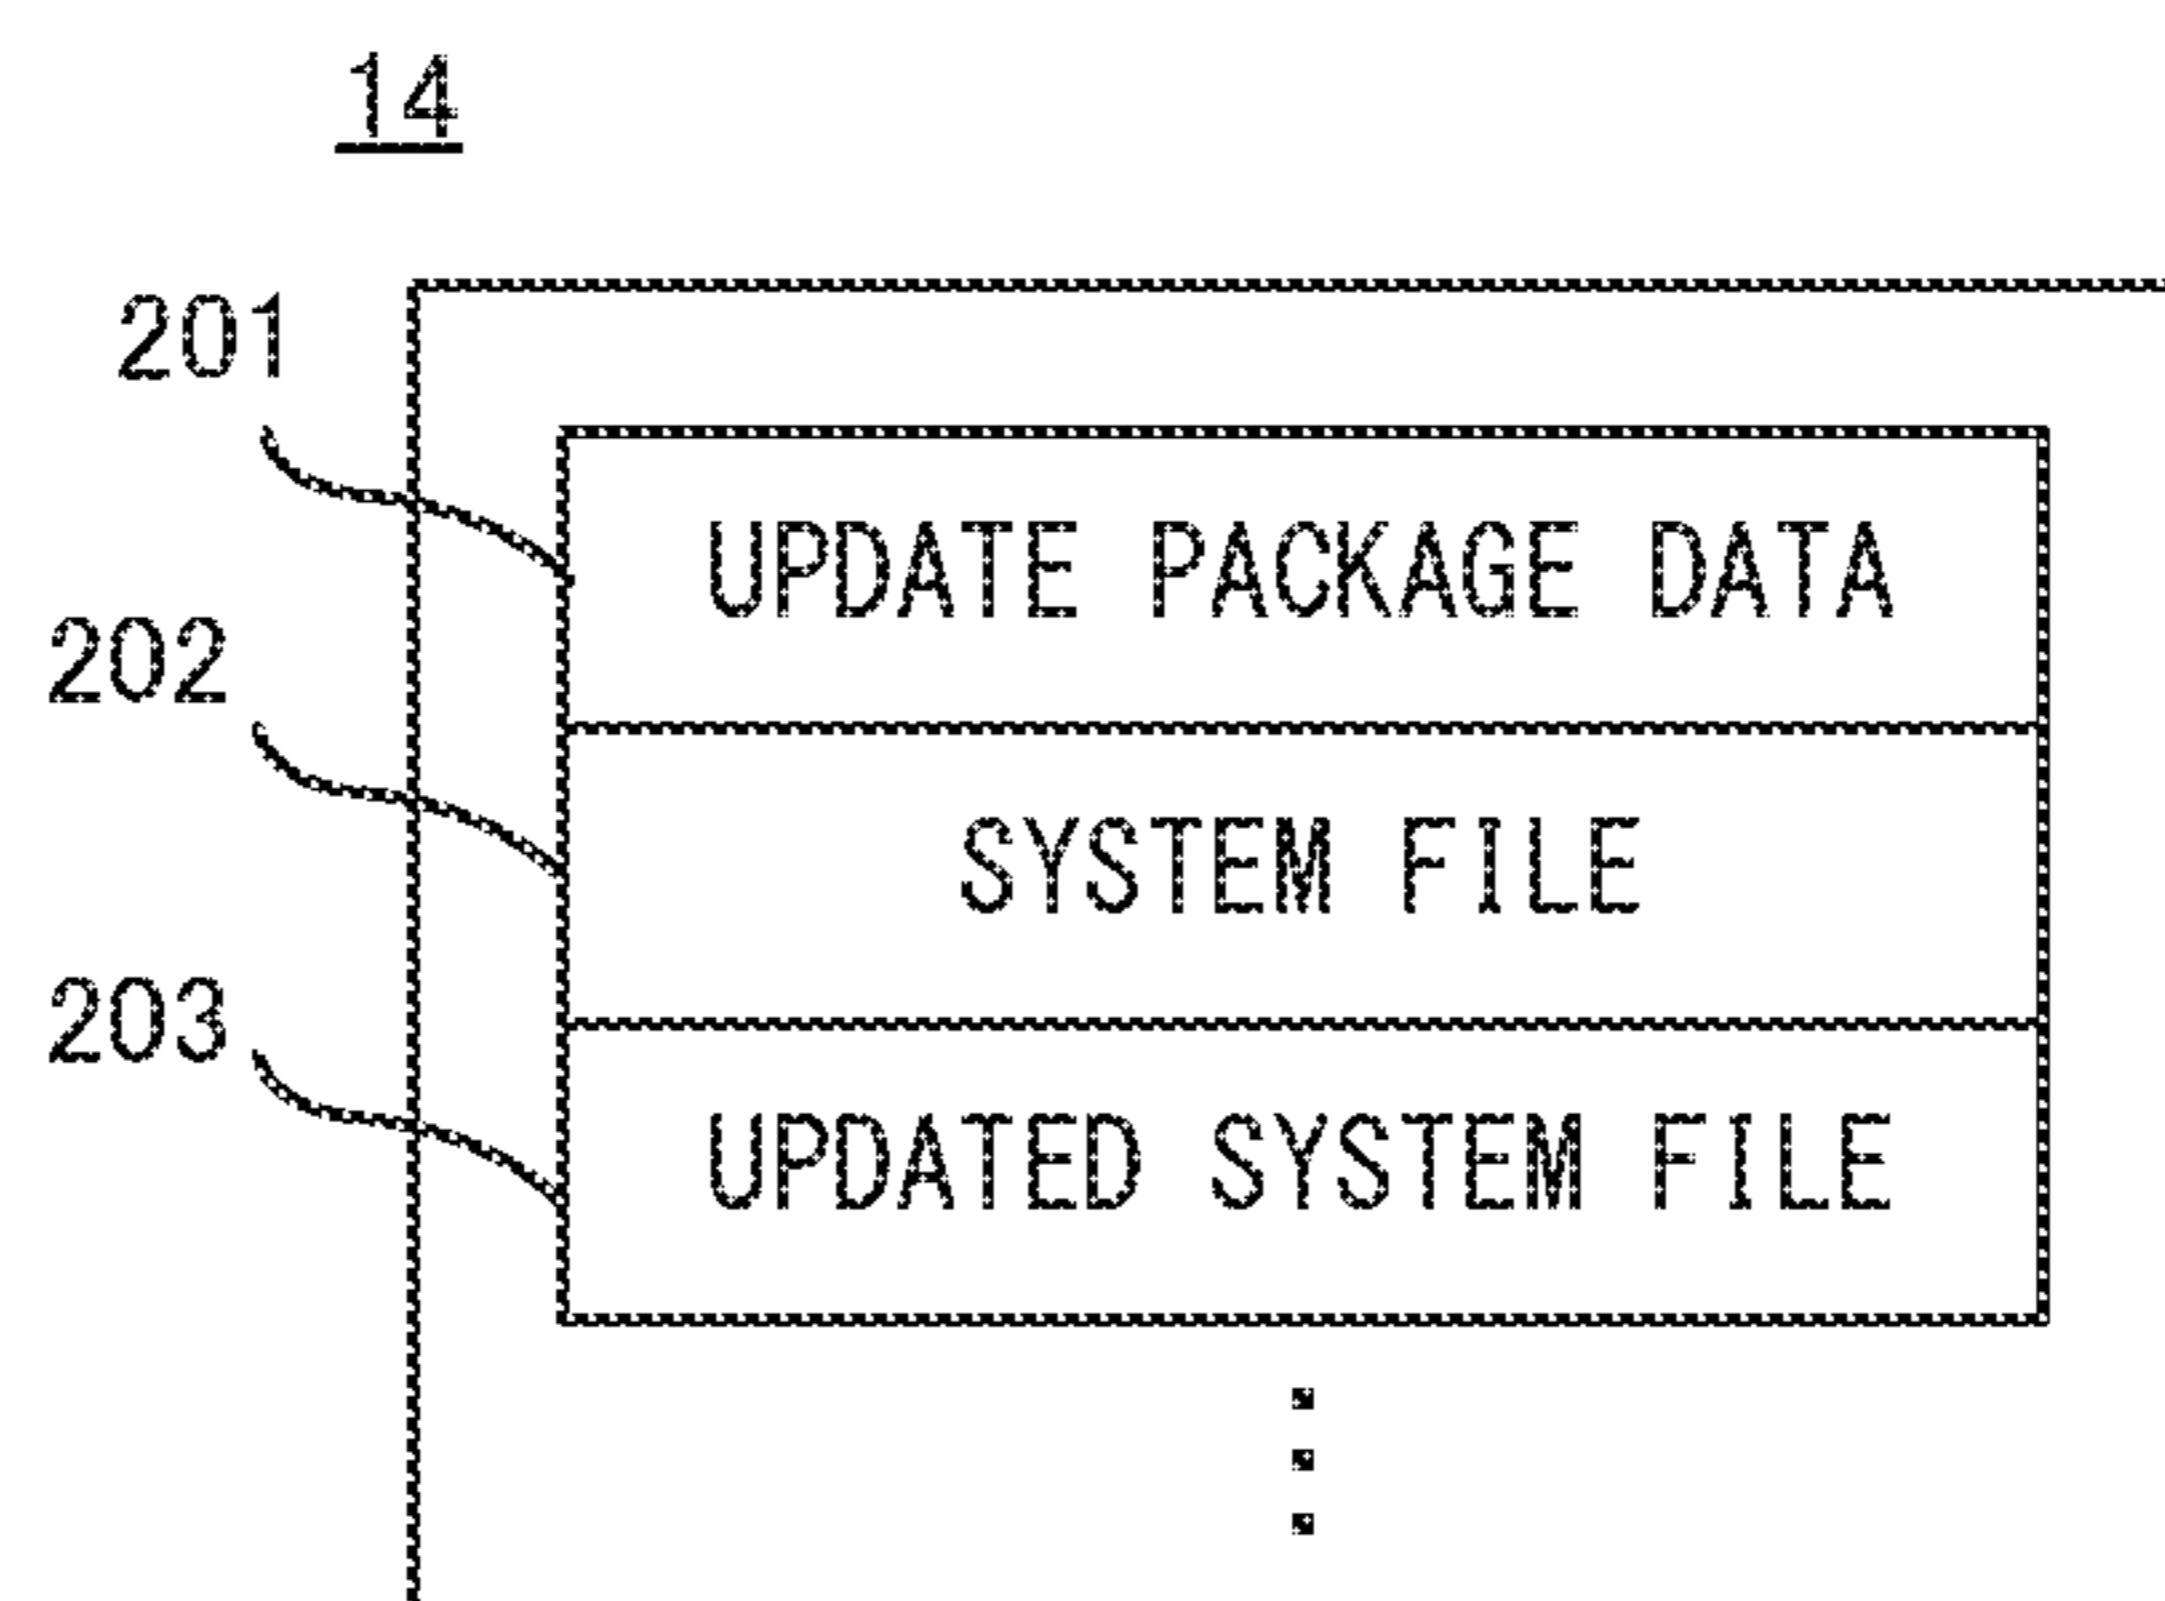 14
201
UPDATE PACKAGE DATA
202
SYSTEM FILE
203
UPDATED SYSTEM FILE